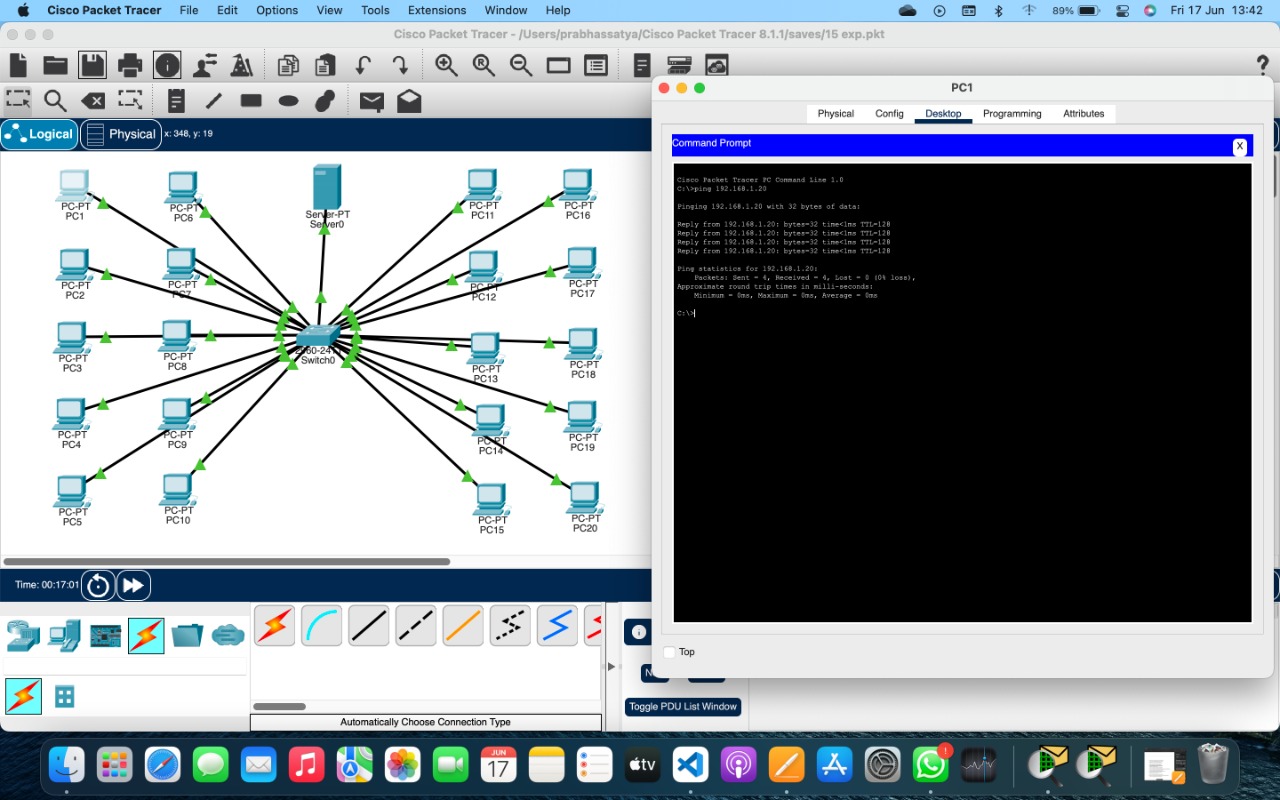 Cisco Packet Tracer File Edit Options View Tools Extensions Window Help 89% Fri 17 Jun 13:42
Cisco Packet Tracer - /Users/prabhassatya/Cisco Packet Tracer 8.1.1/saves/15 exp.pkt
?
Logical Physical x: 348, y: 19
PC-PT
PC1
PC-PT
PC6
Server-PT
Server0
PC-PT
PC11
PC-PT
PC16
PC-PT
PC2
PC-PT
PC7
PC-PT
PC12
PC-PT
PC17
PC-PT
PC3
PC-PT
PC8
Switch0
PC-PT
PC13
PC-PT
PC18
PC-PT
PC4
PC-PT
PC9
PC-PT
PC14
PC-PT
PC19
PC-PT
PC5
PC-PT
PC10
PC-PT
PC15
PC-PT
PC20
Time: 00:17:01
Automatically Choose Connection Type
Toggle PDU List Window
PC1
Physical Config Desktop Programming Attributes
Command Prompt X
Cisco Packet Tracer PC Command Line 1.0
C:\>ping 192.168.1.20
Pinging 192.168.1.20 with 32 bytes of data:
Reply from 192.168.1.20: bytes=32 time<1ms TTL=128
Reply from 192.168.1.20: bytes=32 time<1ms TTL=128
Reply from 192.168.1.20: bytes=32 time<1ms TTL=128
Reply from 192.168.1.20: bytes=32 time<1ms TTL=128
Ping statistics for 192.168.1.20:
Packets: Sent = 4, Received = 4, Lost = 0 (0% loss),
Approximate round trip times in milli-seconds:
Minimum = 0ms, Maximum = 0ms, Average = 0ms
C:\>
Top
JUN
17
tv
!